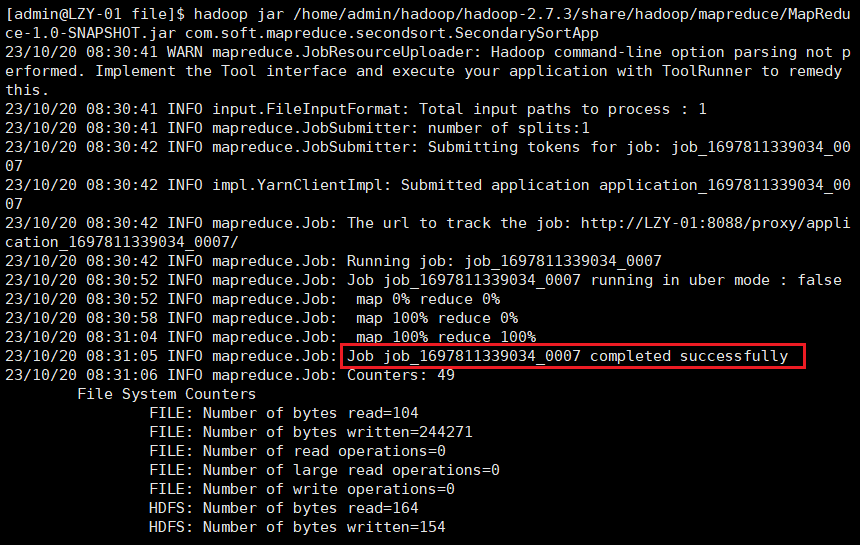 [admin@LZY-01 file]$ hadoop jar /home/admin/hadoop/hadoop-2.7.3/share/hadoop/mapreduce/MapRedu
ce-1.0-SNAPSHOT.jar com.soft.mapreduce.secondsort.SecondarySortApp
23/10/20 08:30:41 WARN mapreduce.JobResourceUploader: Hadoop command-line option parsing not p
erformed. Implement the Tool interface and execute your application with ToolRunner to remedy
this.
23/10/20 08:30:41 INFO input.FileInputFormat: Total input paths to process : 1
23/10/20 08:30:41 INFO mapreduce.JobSubmitter: number of splits:1
23/10/20 08:30:42 INFO mapreduce.JobSubmitter: Submitting tokens for job: job_1697811339034_00
07
23/10/20 08:30:42 INFO impl.YarnClientImpl: Submitted application application_1697811339034_00
07
23/10/20 08:30:42 INFO mapreduce.Job: The url to track the job: http://LZY-01:8088/proxy/appli
cation_1697811339034_0007/
23/10/20 08:30:42 INFO mapreduce.Job: Running job: job_1697811339034_0007
23/10/20 08:30:52 INFO mapreduce.Job: Job job_1697811339034_0007 running in uber mode : false
23/10/20 08:30:52 INFO mapreduce.Job:  map 0% reduce 0%
23/10/20 08:30:58 INFO mapreduce.Job:  map 100% reduce 0%
23/10/20 08:31:04 INFO mapreduce.Job:  map 100% reduce 100%
23/10/20 08:31:05 INFO mapreduce.Job: Job job_1697811339034_0007 completed successfully
23/10/20 08:31:06 INFO mapreduce.Job: Counters: 49
File System Counters
FILE: Number of bytes read=104
FILE: Number of bytes written=244271
FILE: Number of read operations=0
FILE: Number of large read operations=0
FILE: Number of write operations=0
HDFS: Number of bytes read=164
HDFS: Number of bytes written=154